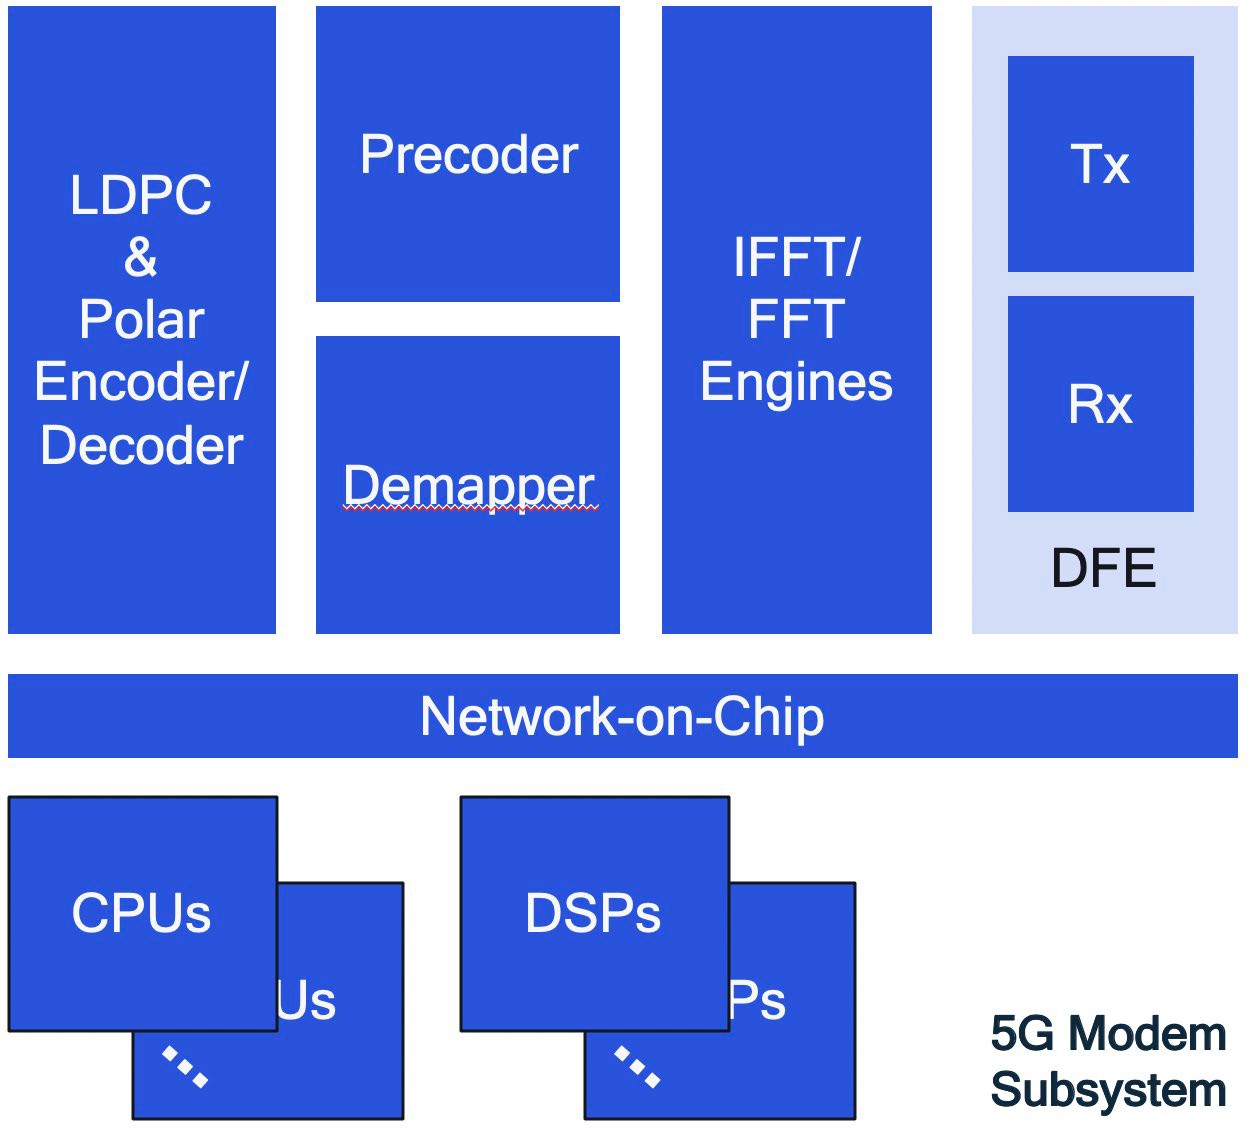 LDPC
&
Polar
Encoder/
Decoder
Precoder
Demapper
IFFT/
FFT
Engines
Tx
Rx
DFE
Network-on-Chip
CPUs
Us
DSPs
Ps
5G Modem
Subsystem